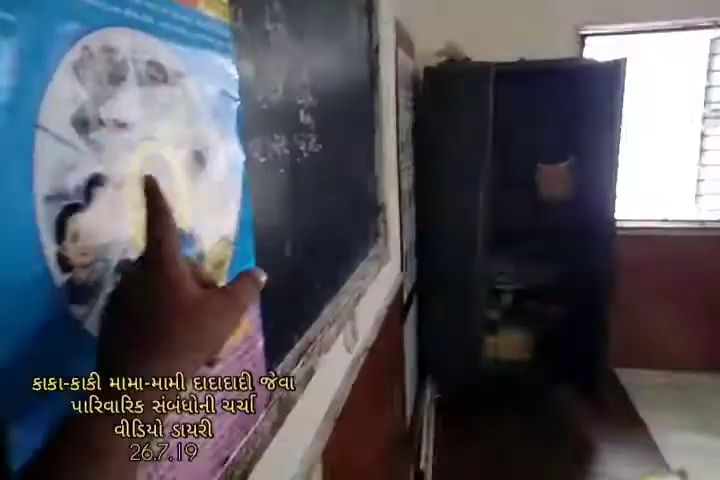 કાકા-કાકી મામા-મામી દાદાદાદી જેવા
પારિવારિક સંબંધોની ચર્ચા
વીડિયો ડાયરી
26.7.19